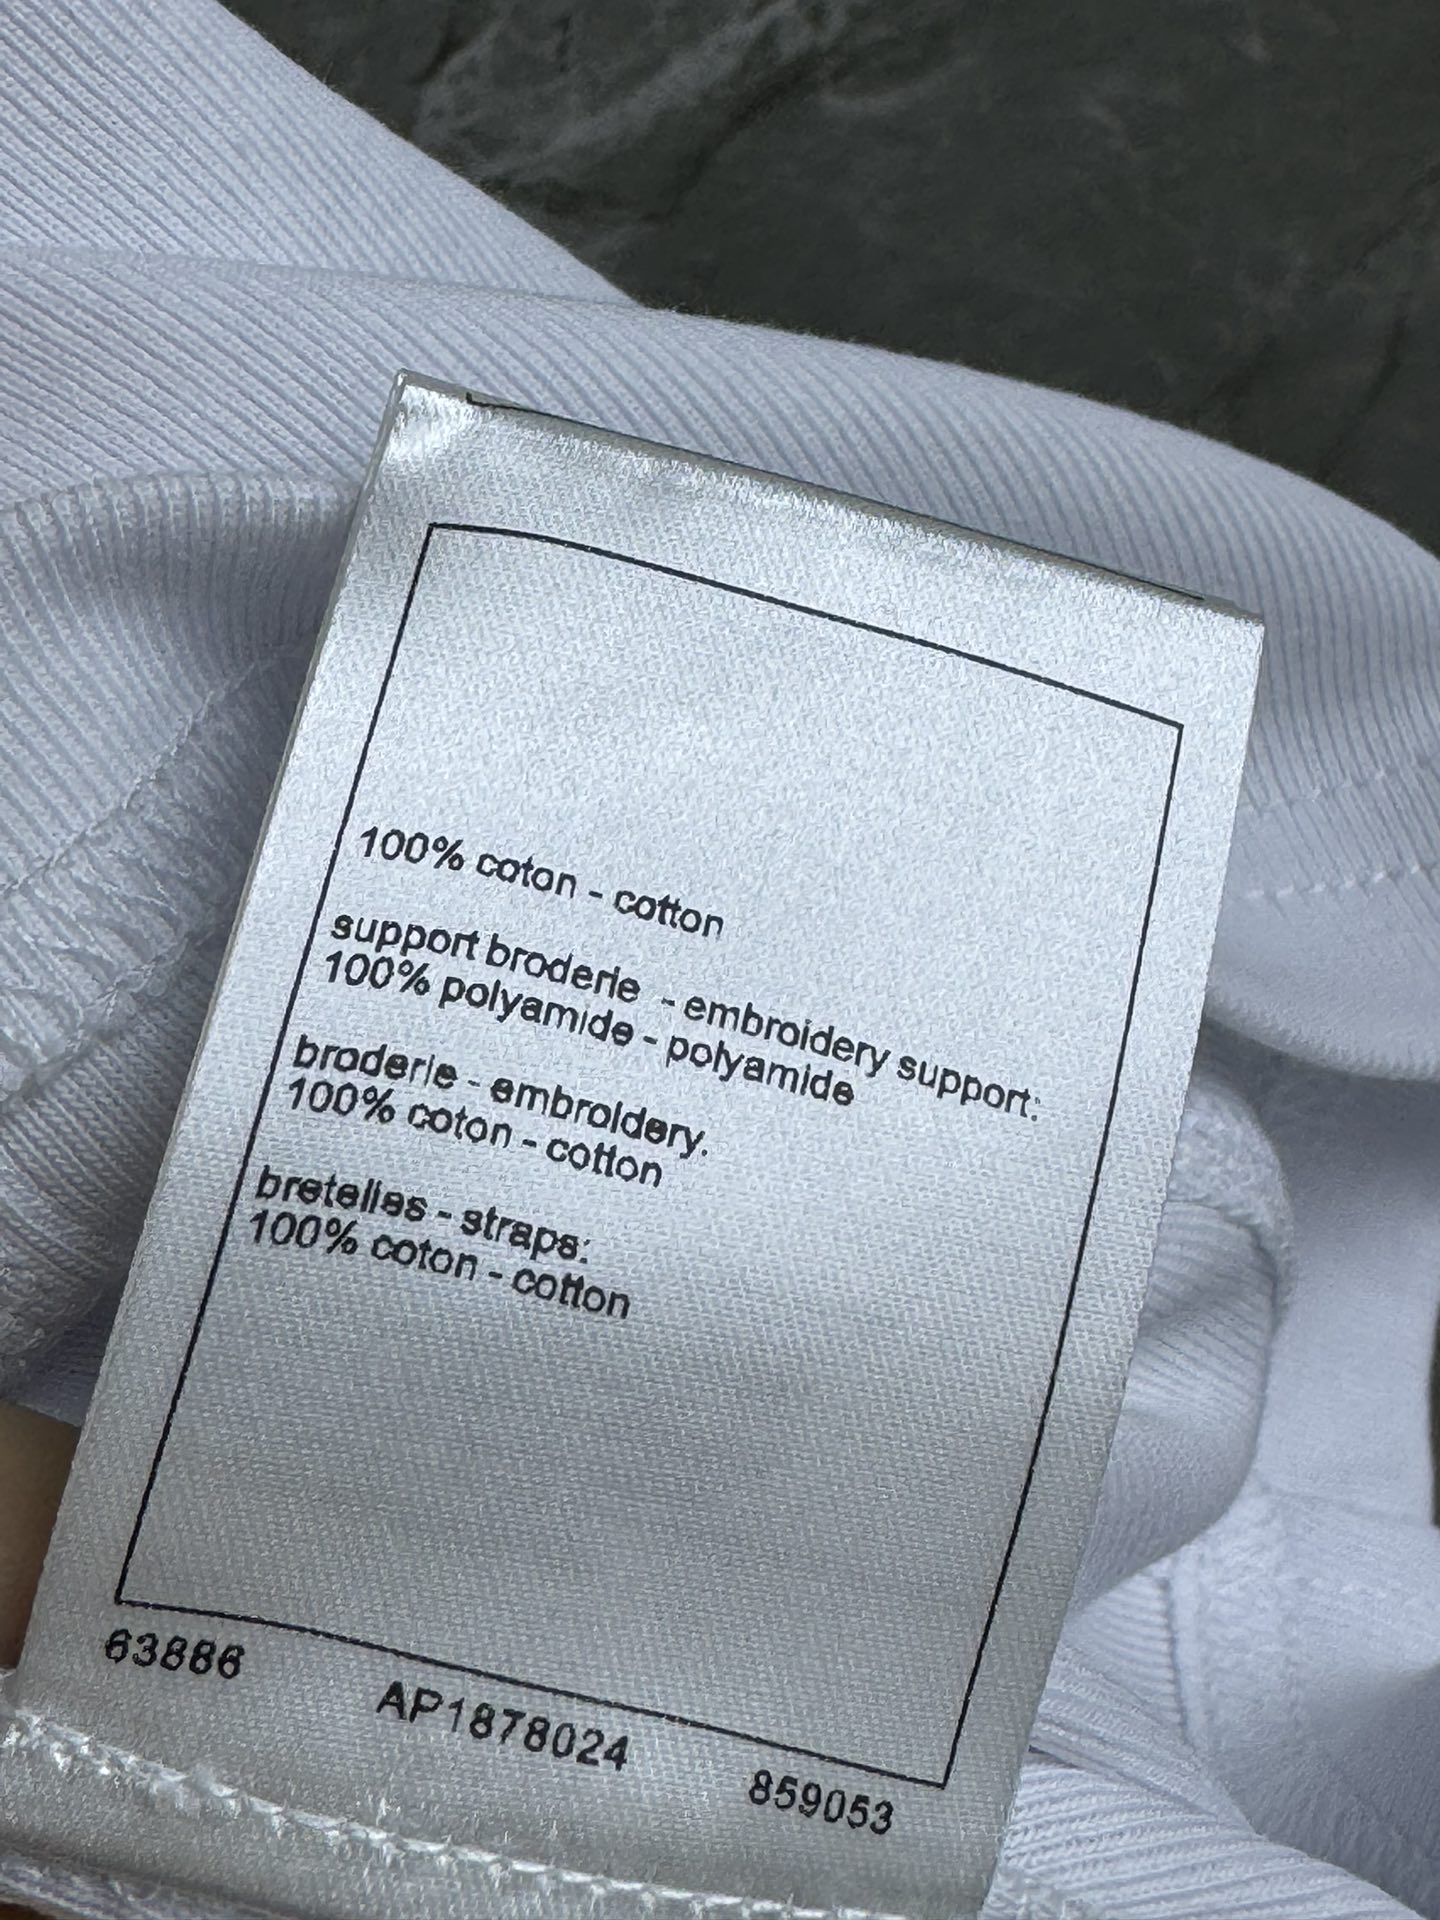 100% coton - cotton
support broderie - embroidery support:
100% polyamide - polyamide
broderie - embroidery.
100% coton - cotton
bretelles - straps:
100% coton - cotton
63886 AP1878024 859053